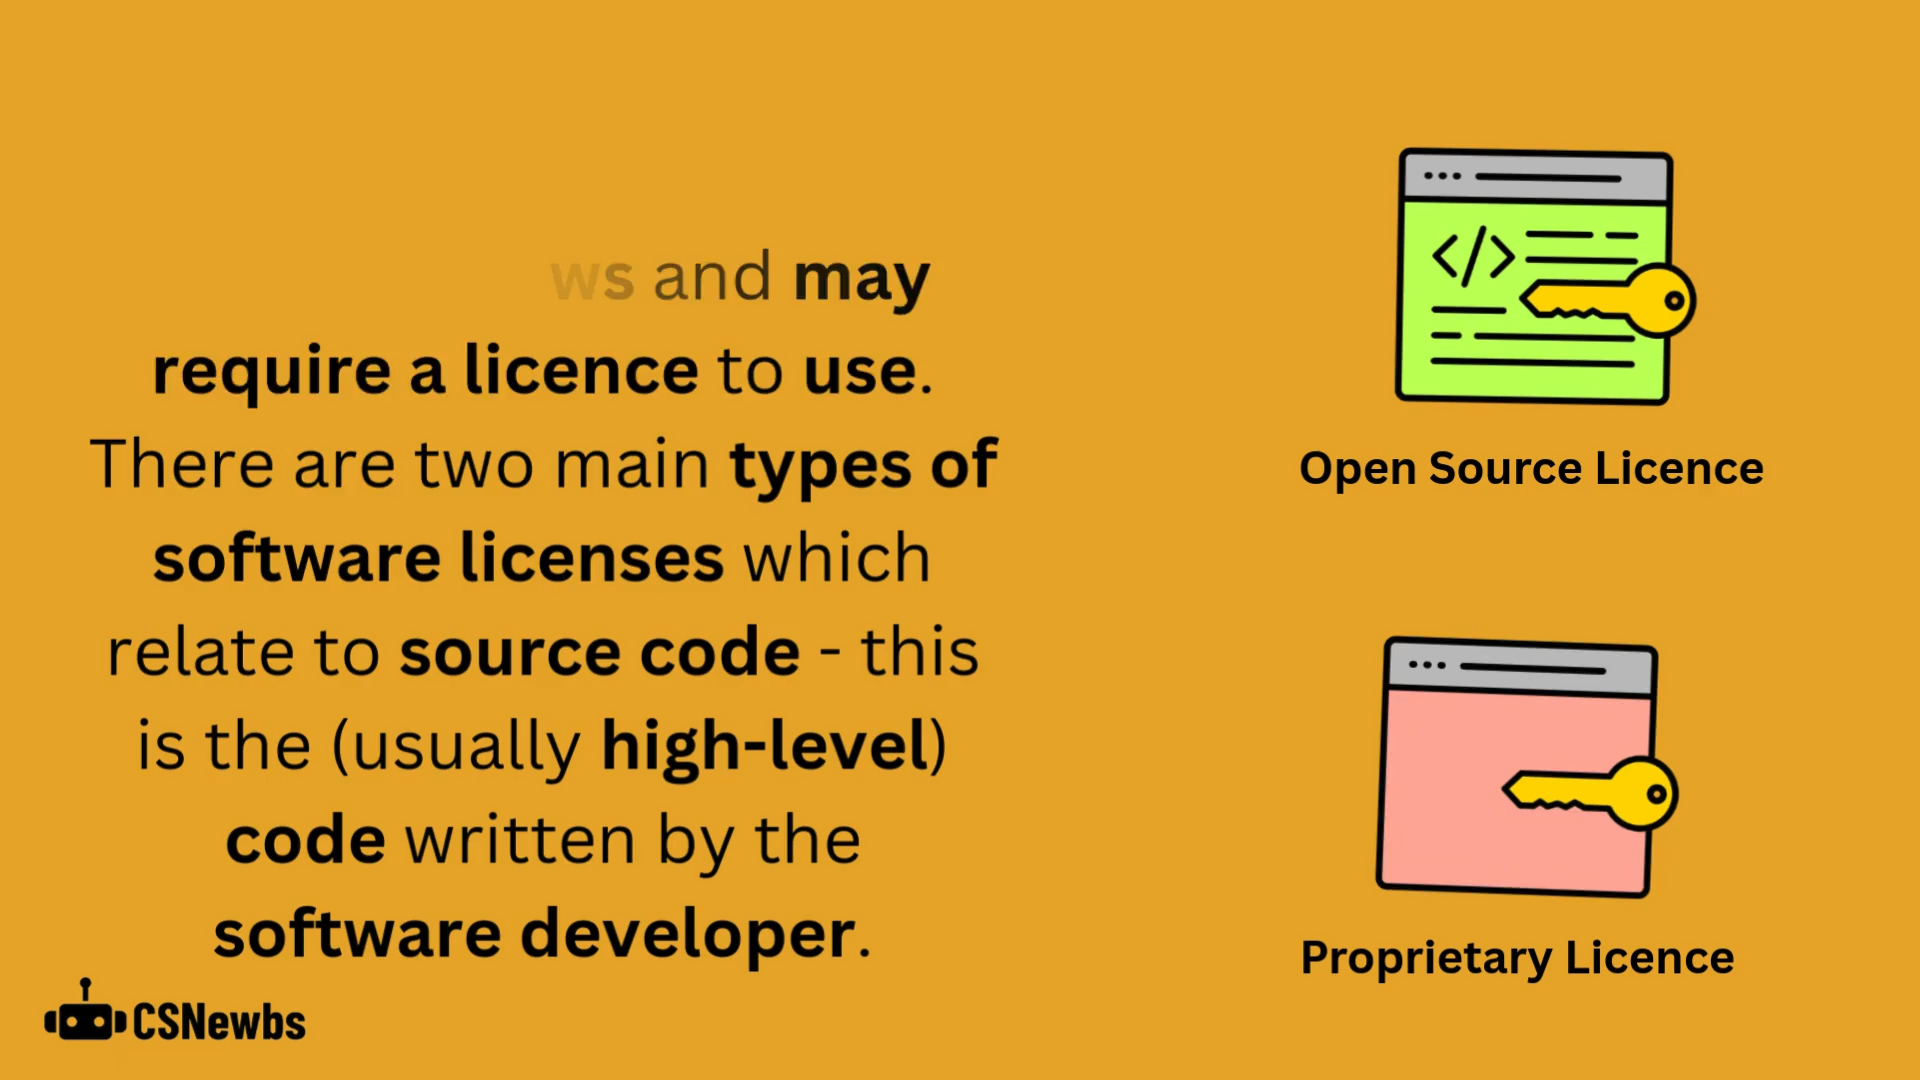 and may
require a licence to use.
There are two main types of
software licenses which
relate to source code - this
is the (usually high-level)
code written by the
software developer.
</>
Open Source Licence
Proprietary Licence
CSNewbs